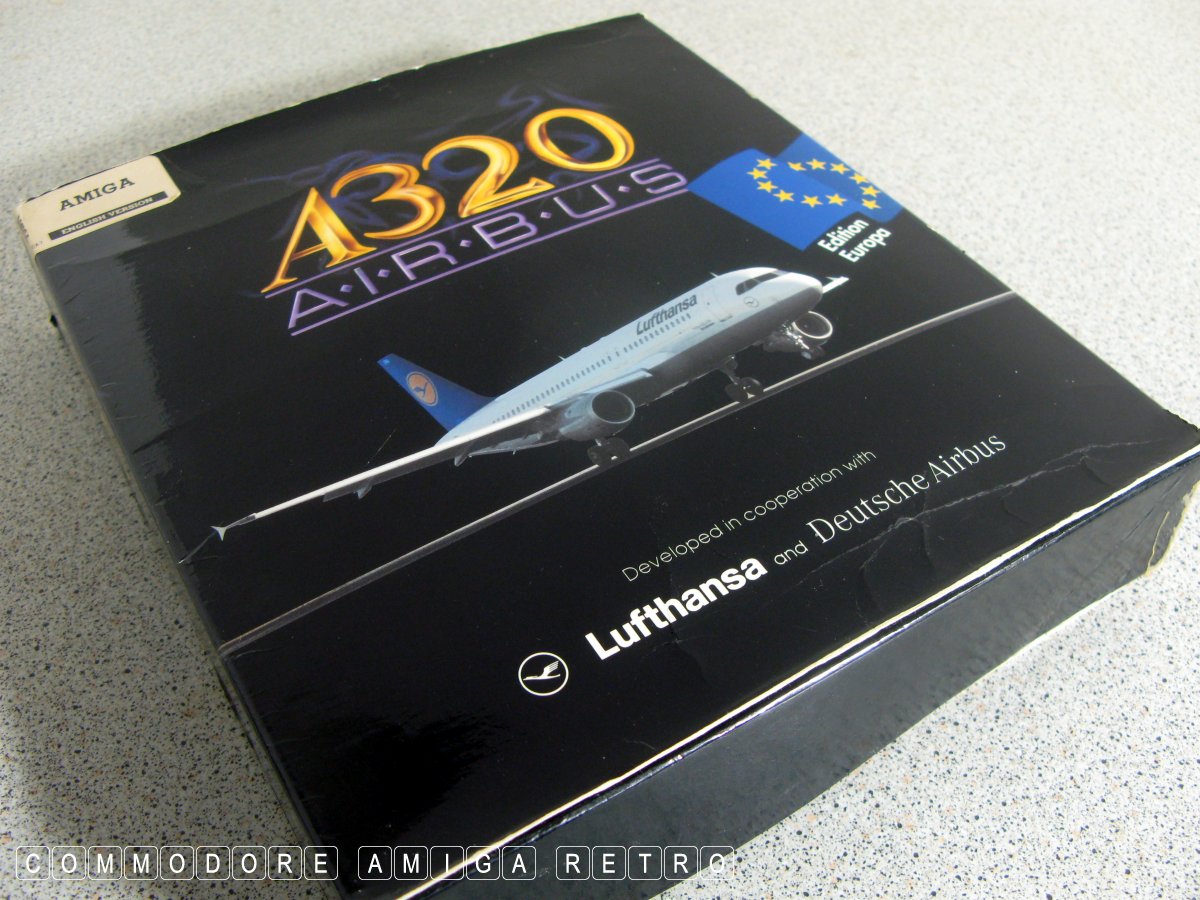 AMIGA
ENGLISH VERSION
A320
A·I·R·B·U·S
Edition
Europa
Lufthansa
Developed in cooperation with
Lufthansa and Deutsche Airbus
COMMODORE AMIGA RETRO